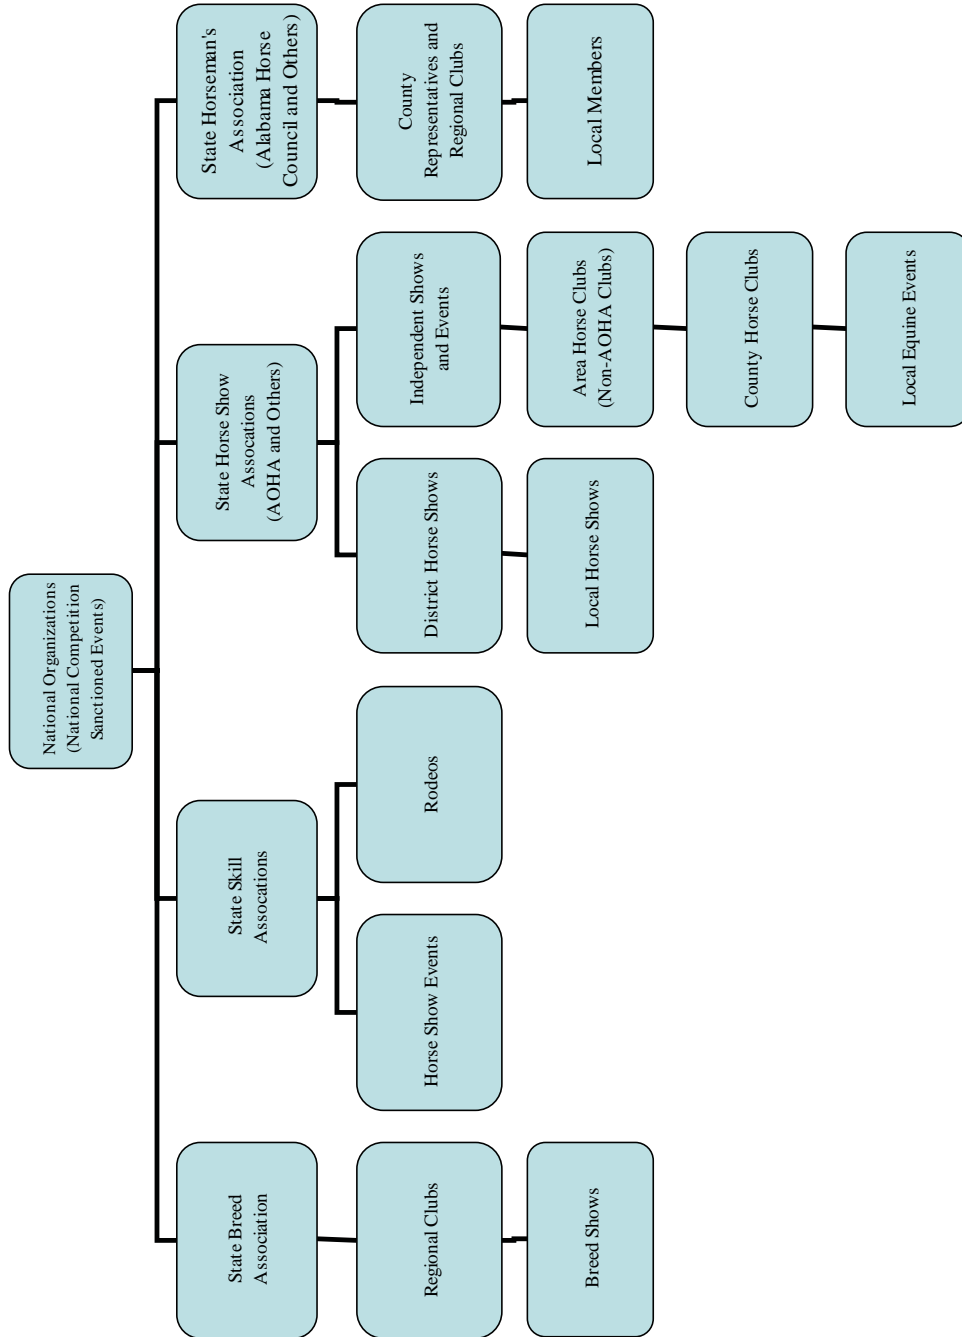 National Organizations
(National Competition
Sanctioned Events)
State Breed
Association
State Skill
Assocations
State Horse Show
Assocations
(AOHA and Others)
State Horseman's
Association
(Alabama Horse
Council and Others)
Regional Clubs
Horse Show Events
Rodeos
District Horse Shows
Independent Shows
and Events
County
Representatives and
Regional Clubs
Breed Shows
Local Horse Shows
Area Horse Clubs
(Non-AOHA Clubs)
Local Members
County Horse Clubs
Local Equine Events